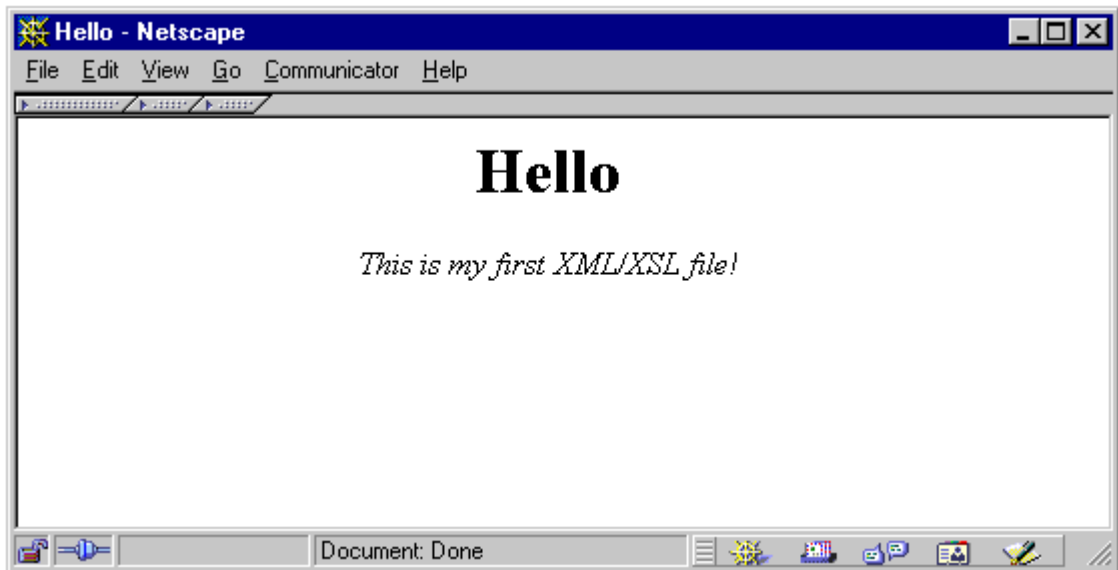 Hello - Netscape
File Edit View Go Communicator Help
Hello
This is my first XML/XSL file!
Document: Done